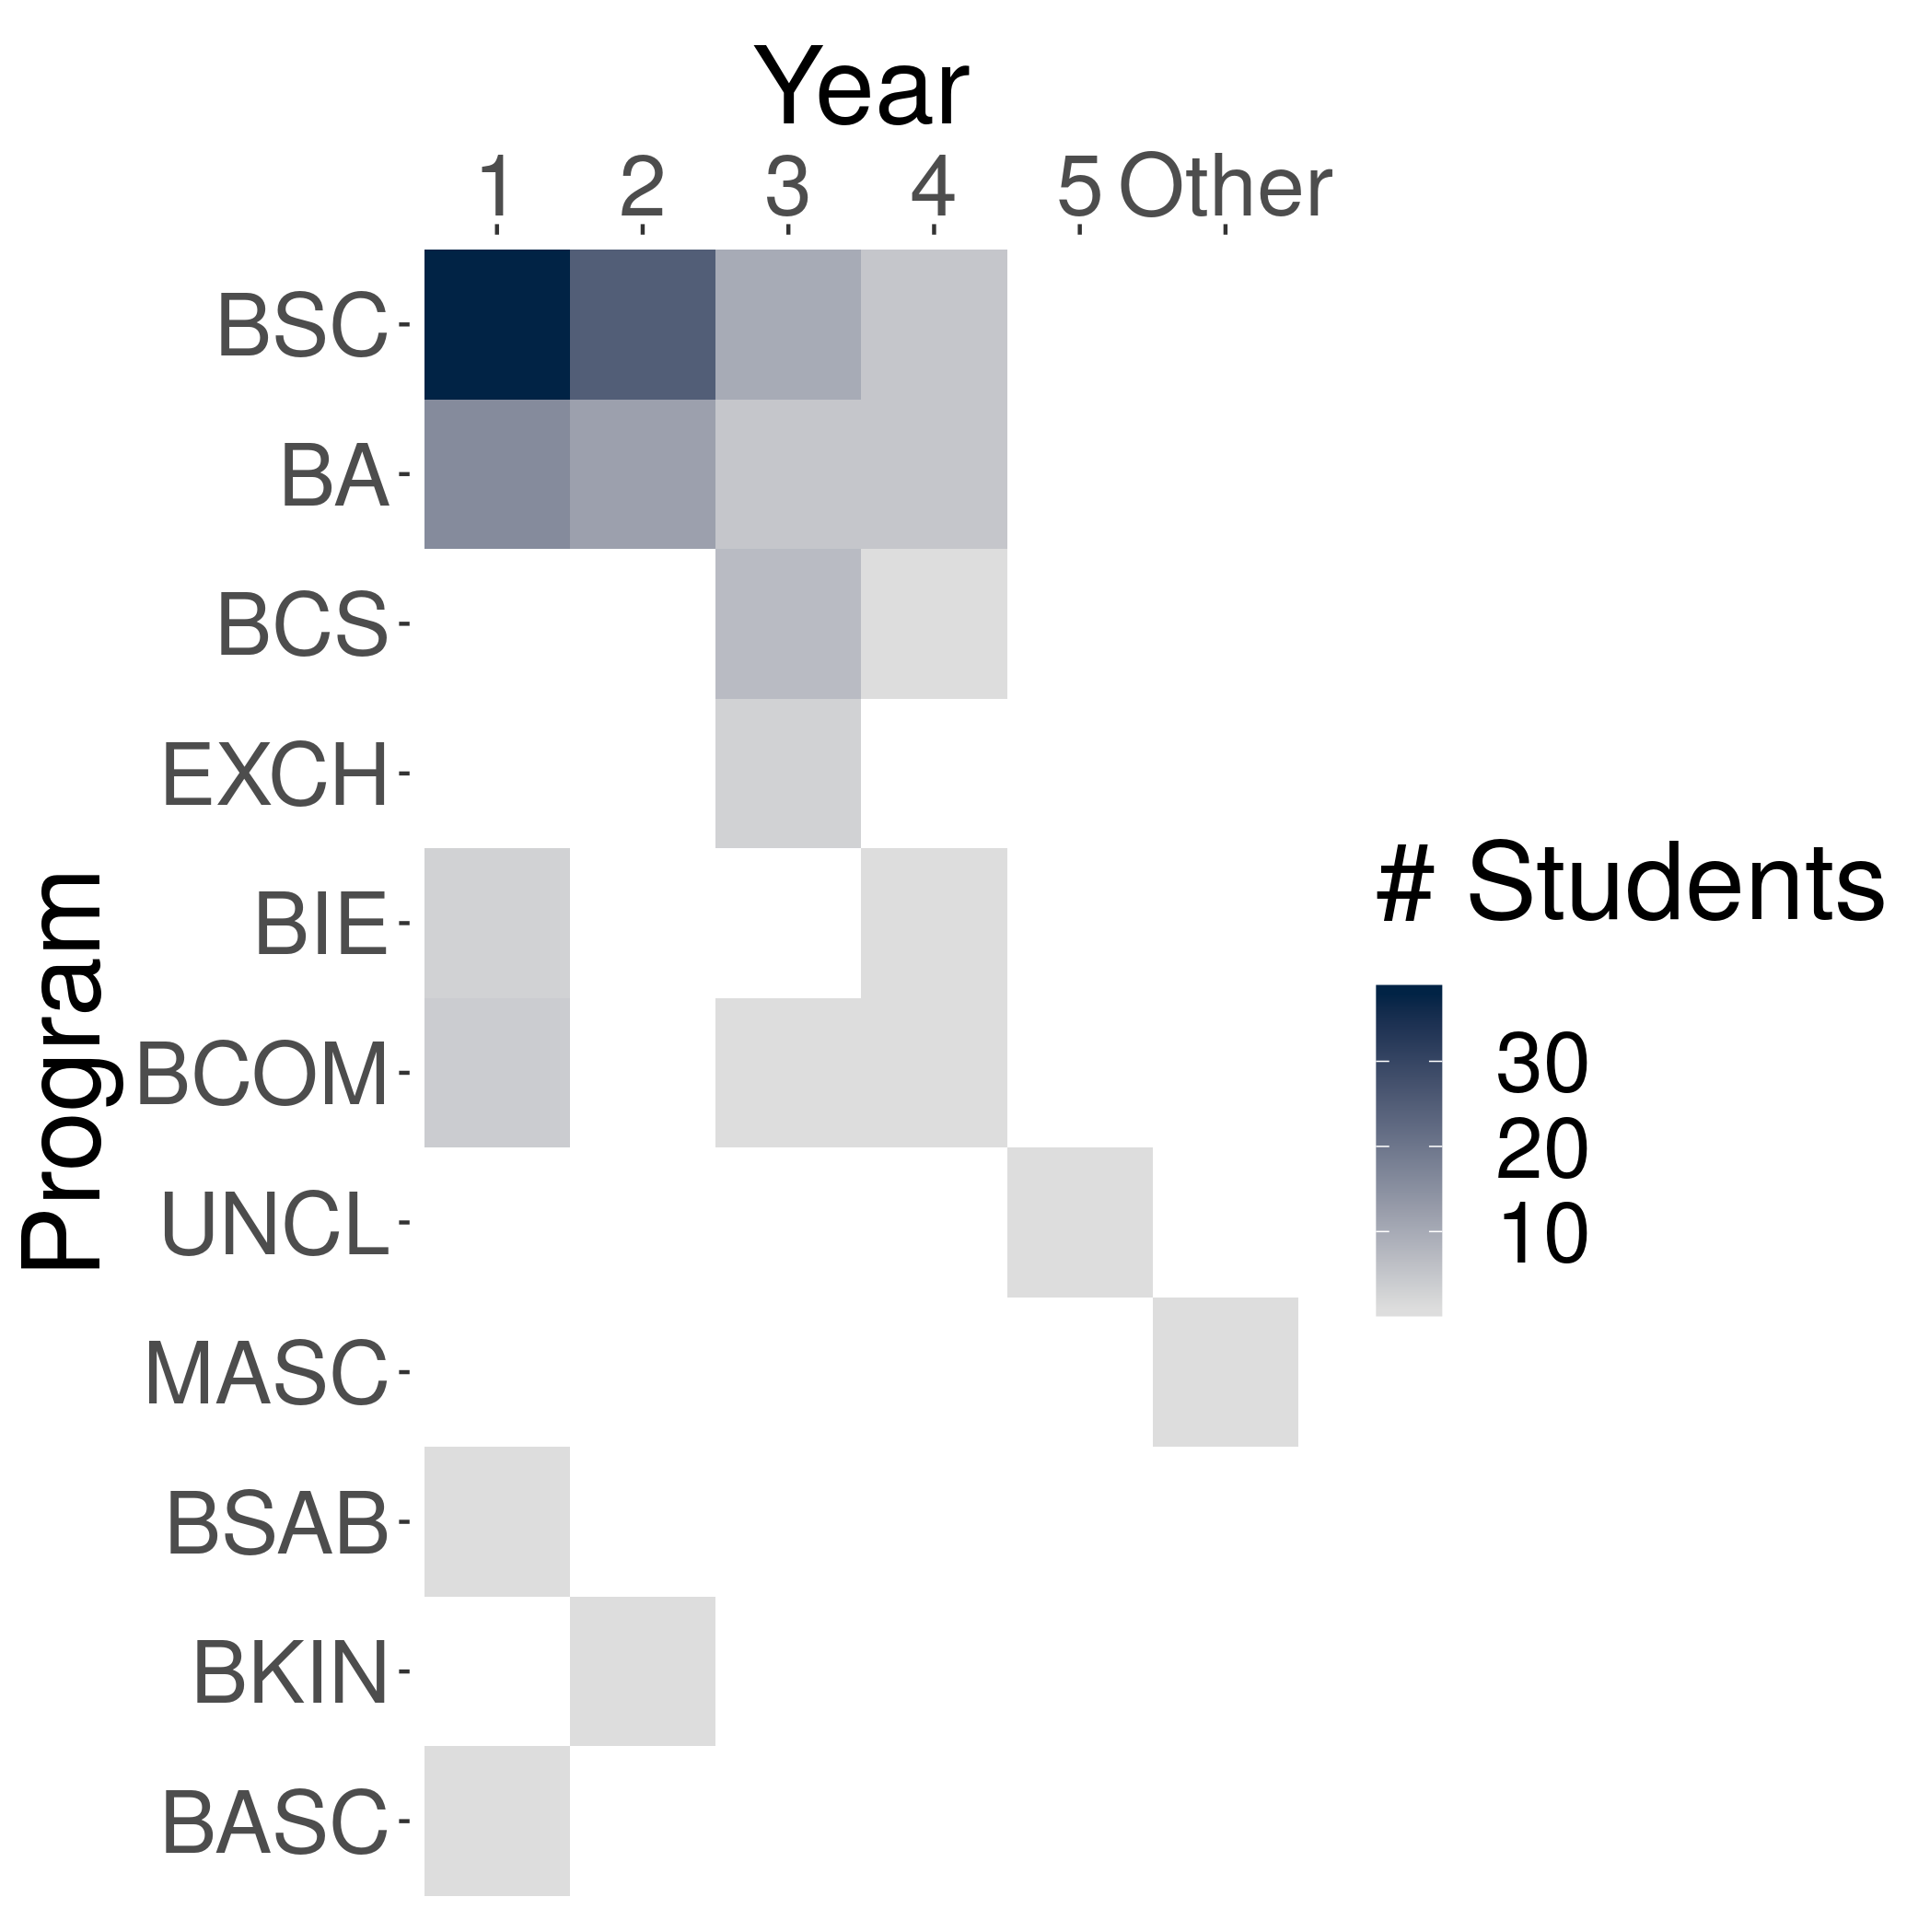 Year
1 2 3 4 5 Other
Program
BSC
BA
BCS
EXCH
BIE
BCOM
UNCL
MASC
BSAB
BKIN
BASC
# Students
30
20
10